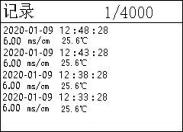 记录 1/4000
2020-01-09 12:48:28
6.00 ms/cm 25.6℃
2020-01-09 12:43:28
6.00 ms/cm 25.6℃
2020-01-09 12:38:28
6.00 ms/cm 25.6℃
2020-01-09 12:33:28
6.00 ms/cm 25.6℃